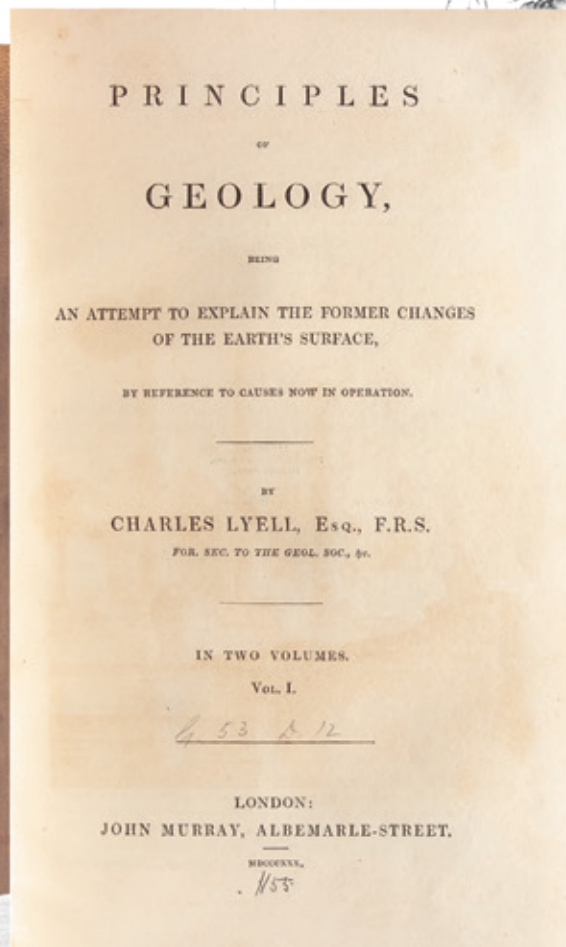 PRINCIPLES
OF
GEOLOGY,
BEING
AN ATTEMPT TO EXPLAIN THE FORMER CHANGES
OF THE EARTH'S SURFACE,
BY REFERENCE TO CAUSES NOW IN OPERATION.
BY
CHARLES LYELL, Esq., F.R.S.
FOR. SEC. TO THE GEOL. SOC., &c.
IN TWO VOLUMES.
Vol. I.
53 12
LONDON:
JOHN MURRAY, ALBEMARLE-STREET.
MDCCCXXX.